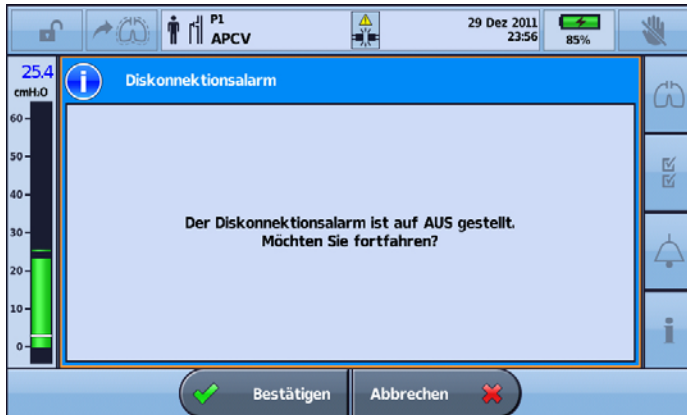 P1
APCV
29 Dez 2011
23:56
85%
25.4
cmH₂O
60
50
40
30
20
10
0
Diskonnektionsalarm
Der Diskonnektionsalarm ist auf AUS gestellt.
Möchten Sie fortfahren?
Bestätigen
Abbrechen